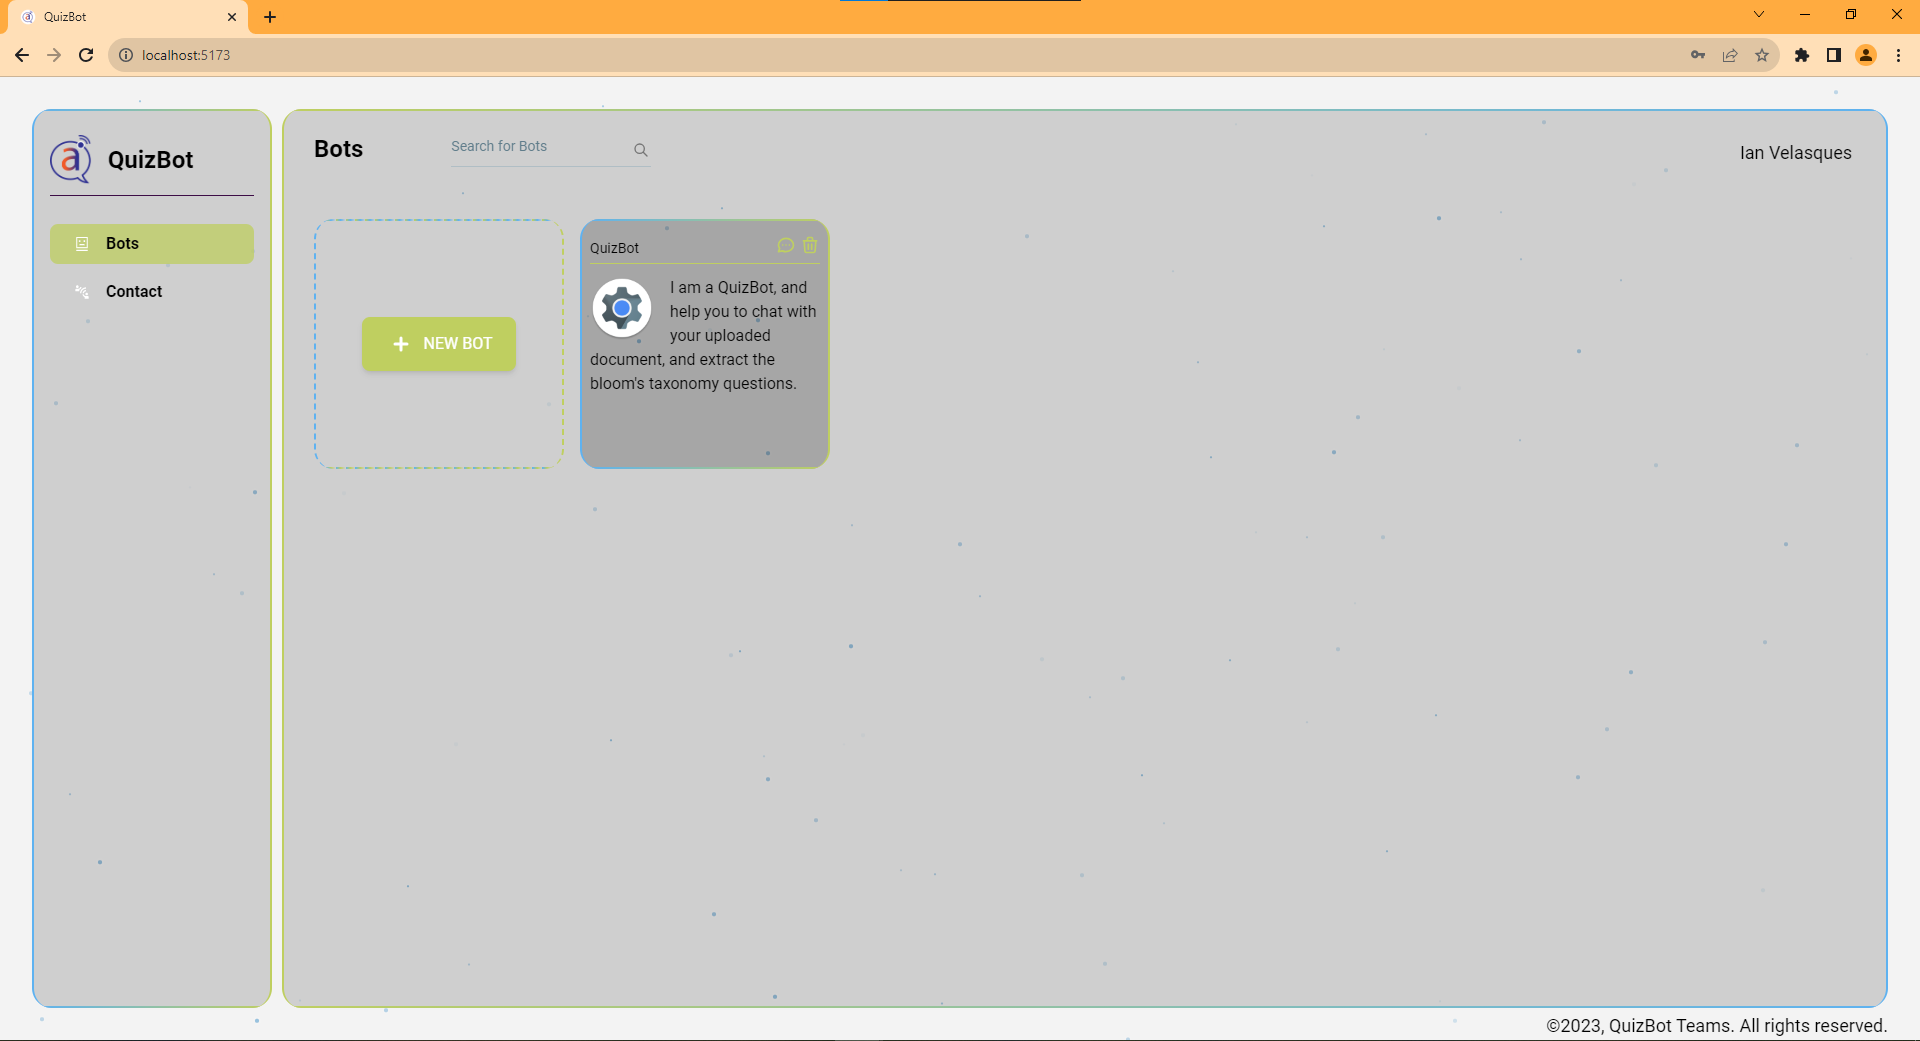 QuizBot
localhost:5173
QuizBot
Bots
Contact
Bots
Search for Bots
Ian Velasques
NEW BOT
QuizBot
I am a QuizBot, and
help you to chat with
your uploaded
document, and extract the
bloom's taxonomy questions.
©2023, QuizBot Teams. All rights reserved.